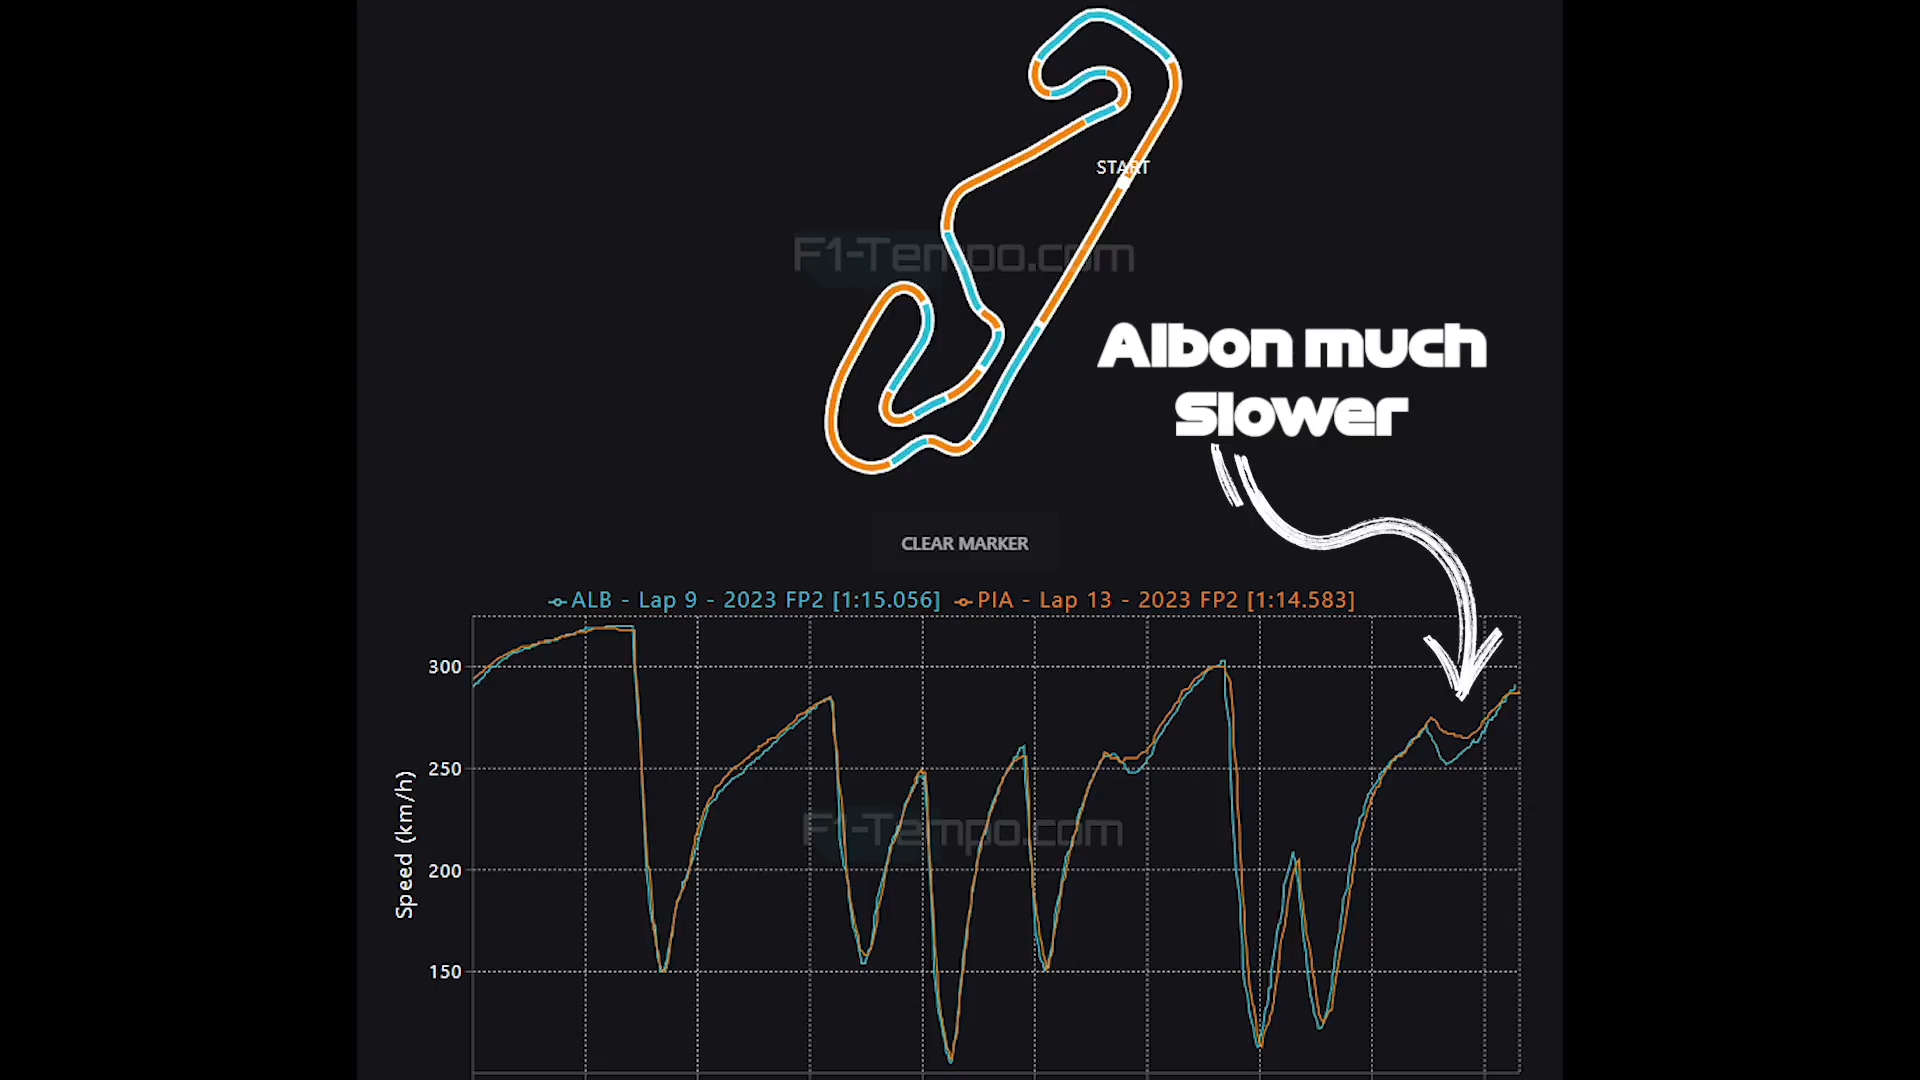 START
F1-Tempo.com
Albon much
Slower
CLEAR MARKER
ALB - Lap 9 - 2023 FP2 [1:15.056] PIA - Lap 13 - 2023 FP2 [1:14.583]
300
250
F1-Tempo.com
200
150
Speed (km/h)